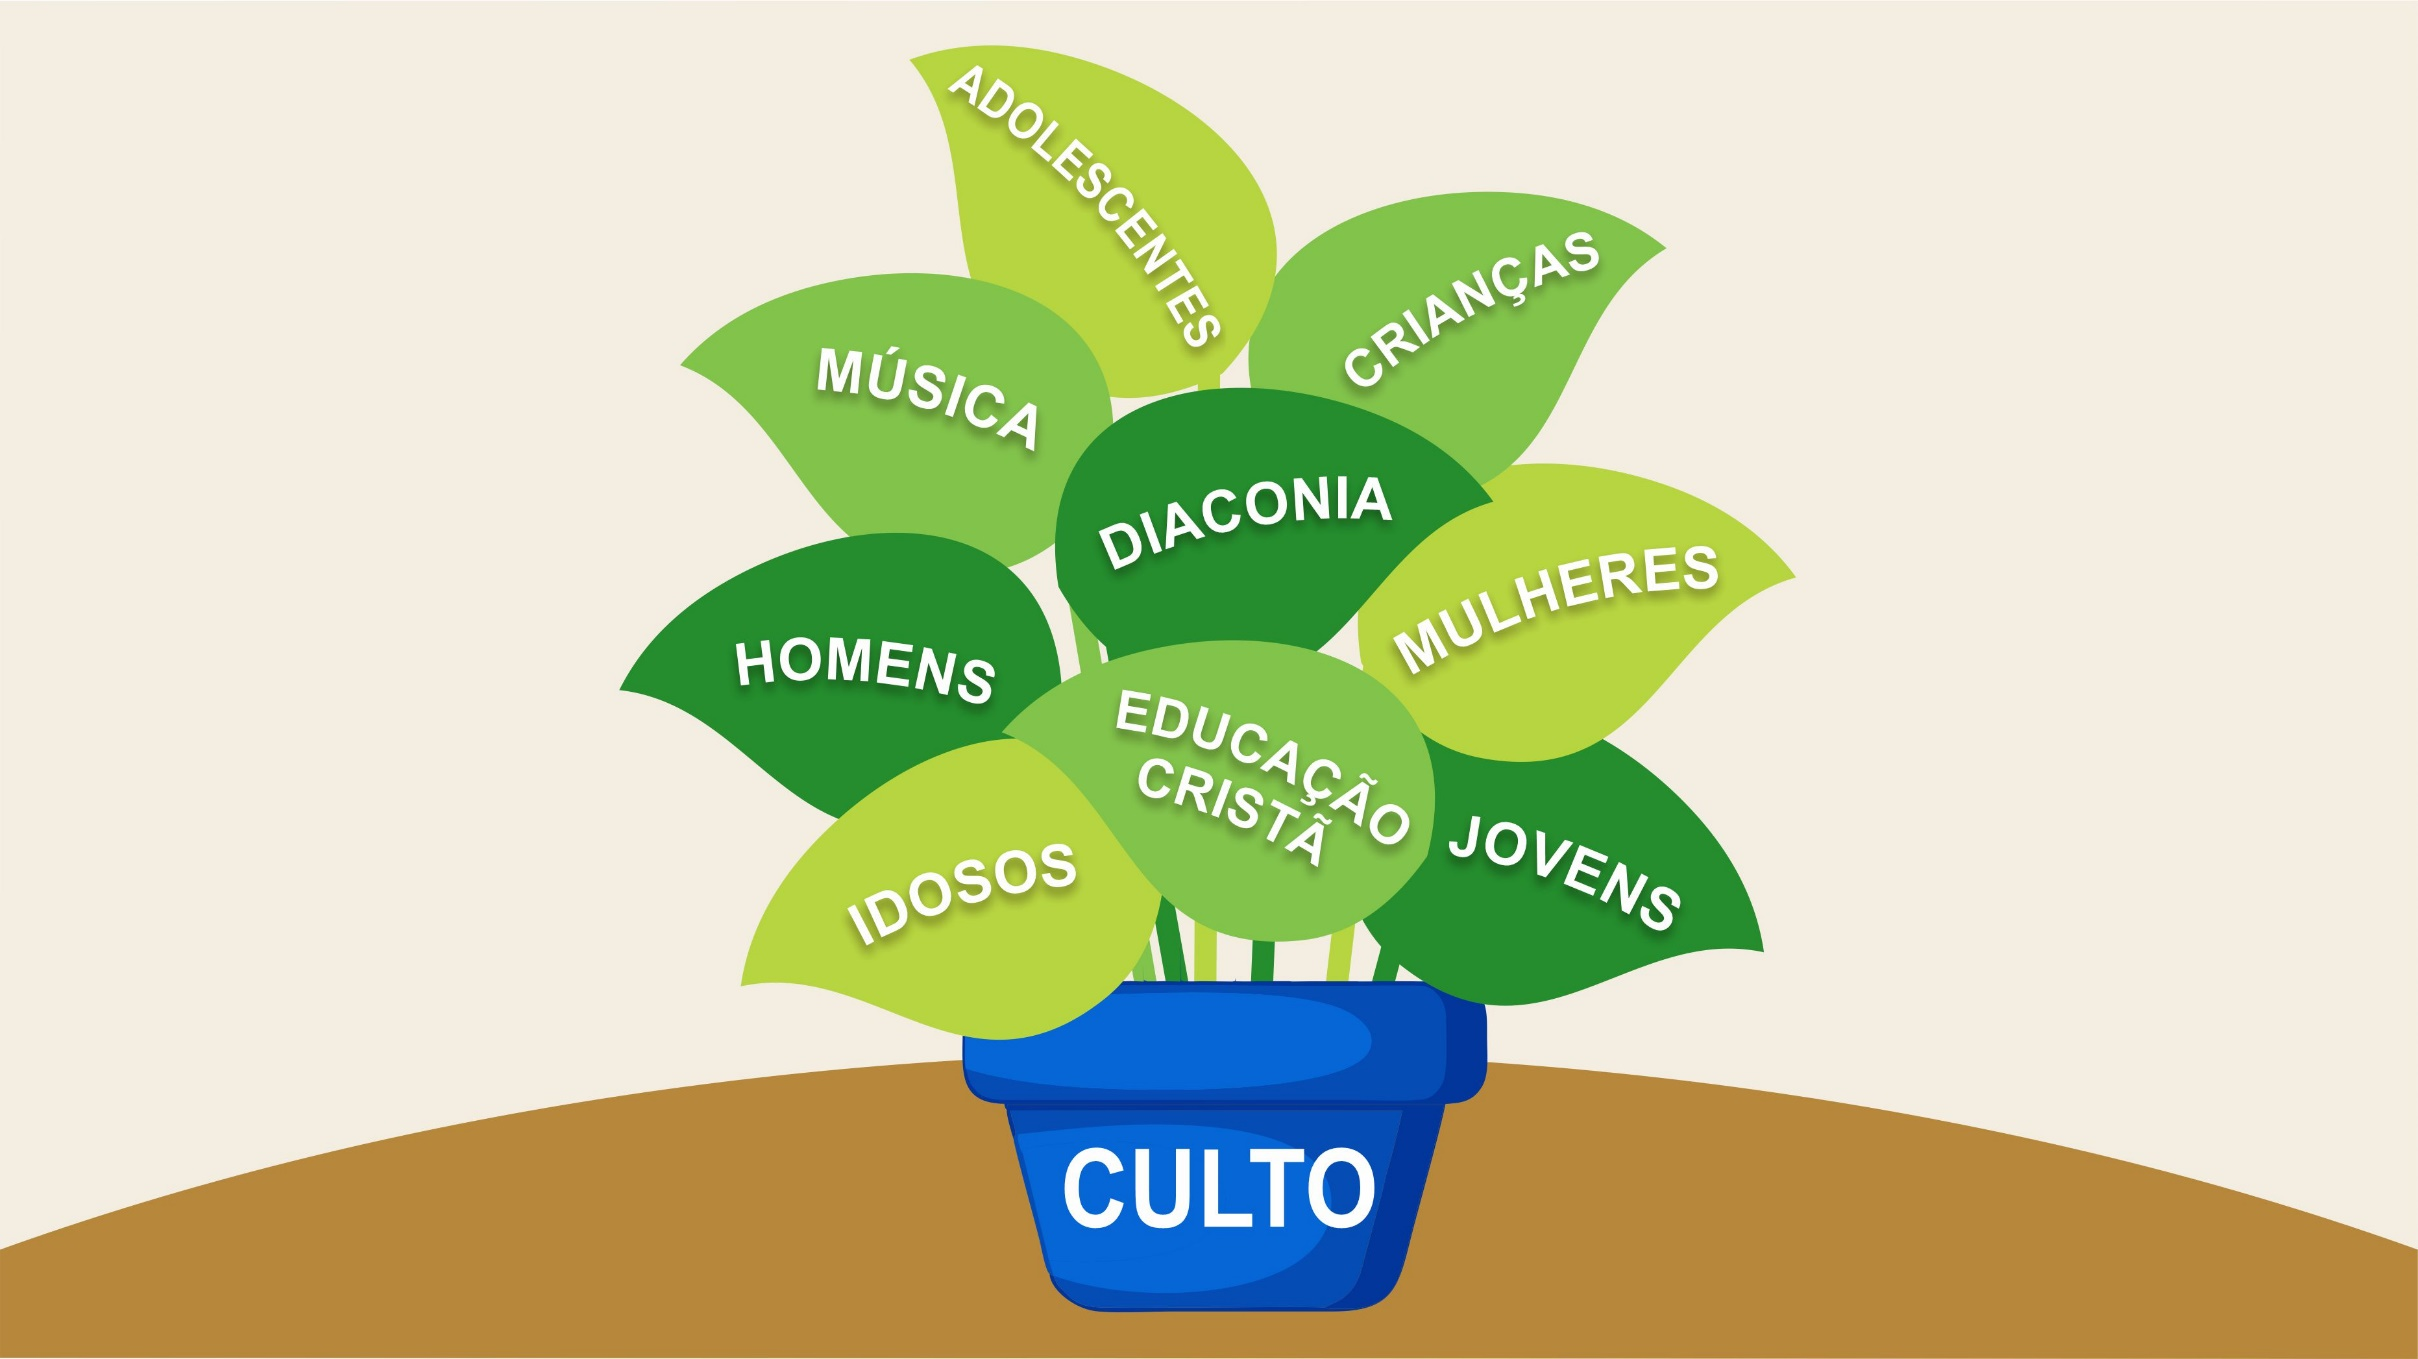 ADOLESCENTES
CRIANÇAS
MÚSICA
DIACONIA
MULHERES
HOMENS
EDUCAÇÃO
CRISTÃ
JOVENS
IDOSOS
CULTO